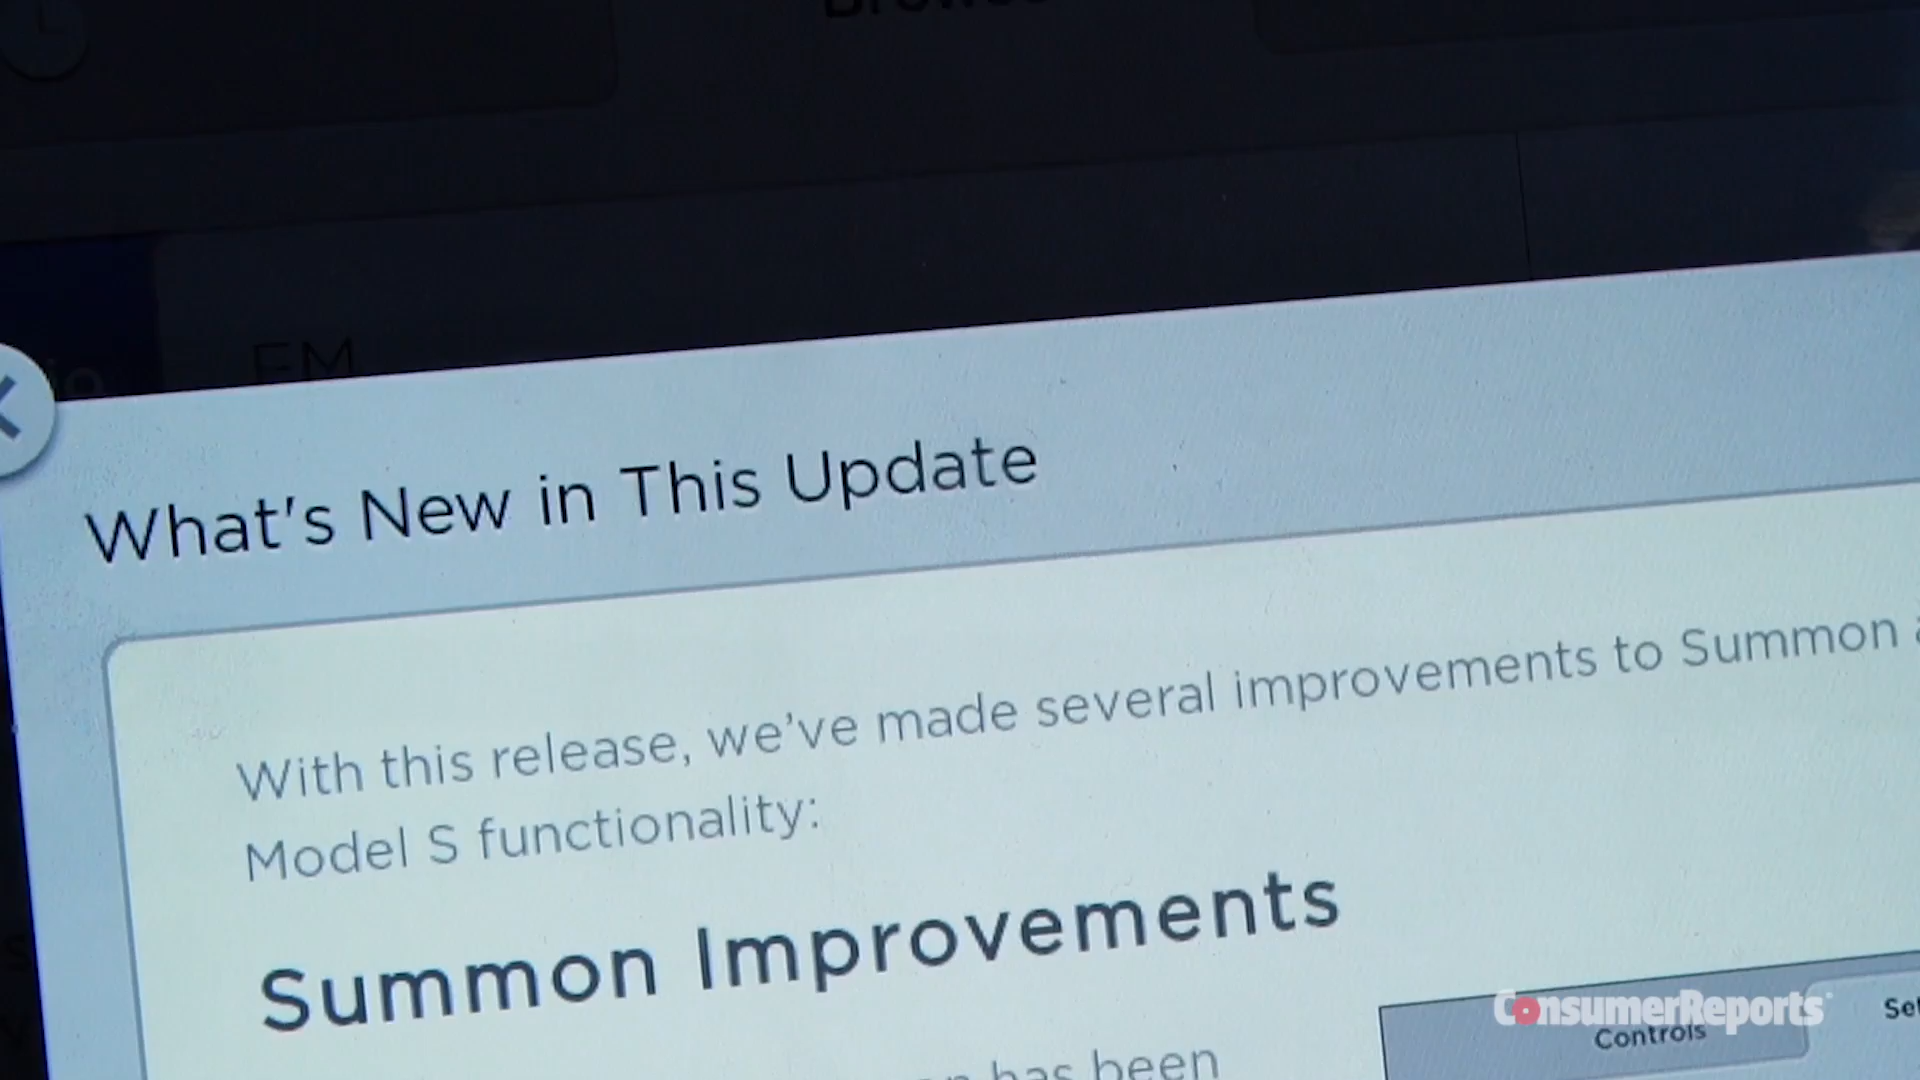 FM
What's New in This Update
With this release, we've made several improvements to Summon
Model S functionality:
Summon Improvements
ConsumerReports
Controls
has been